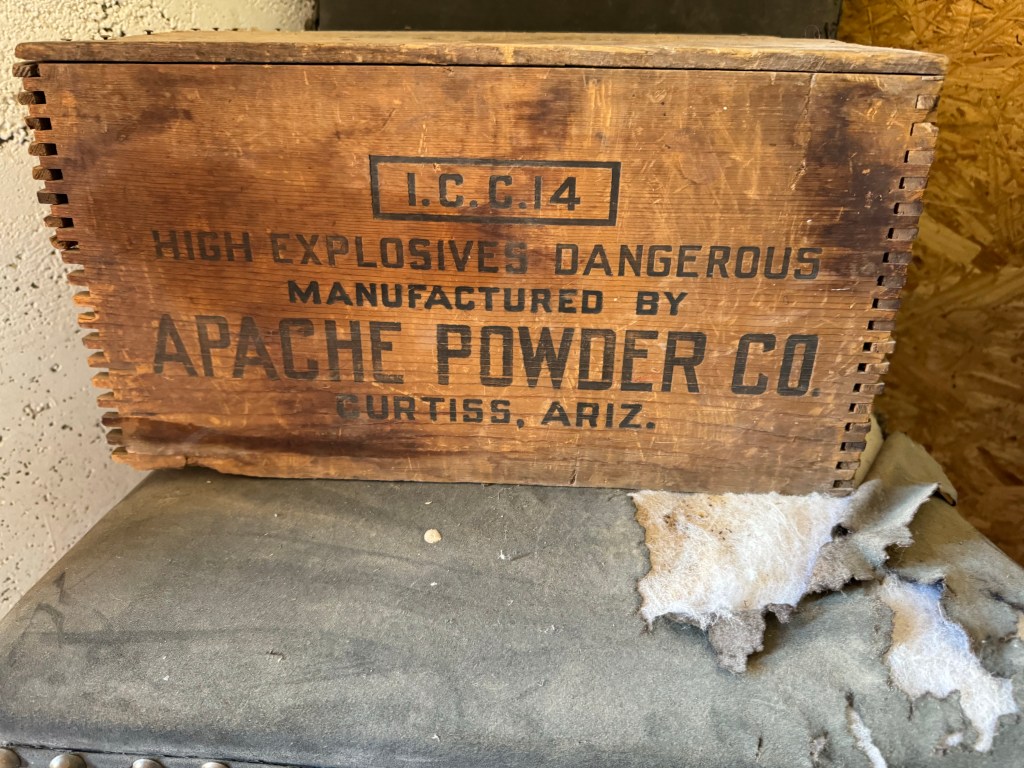 I.C.C.14
HIGH EXPLOSIVES DANGEROUS
MANUFACTURED BY
APACHE POWDER CO.
CURTISS, ARIZ.